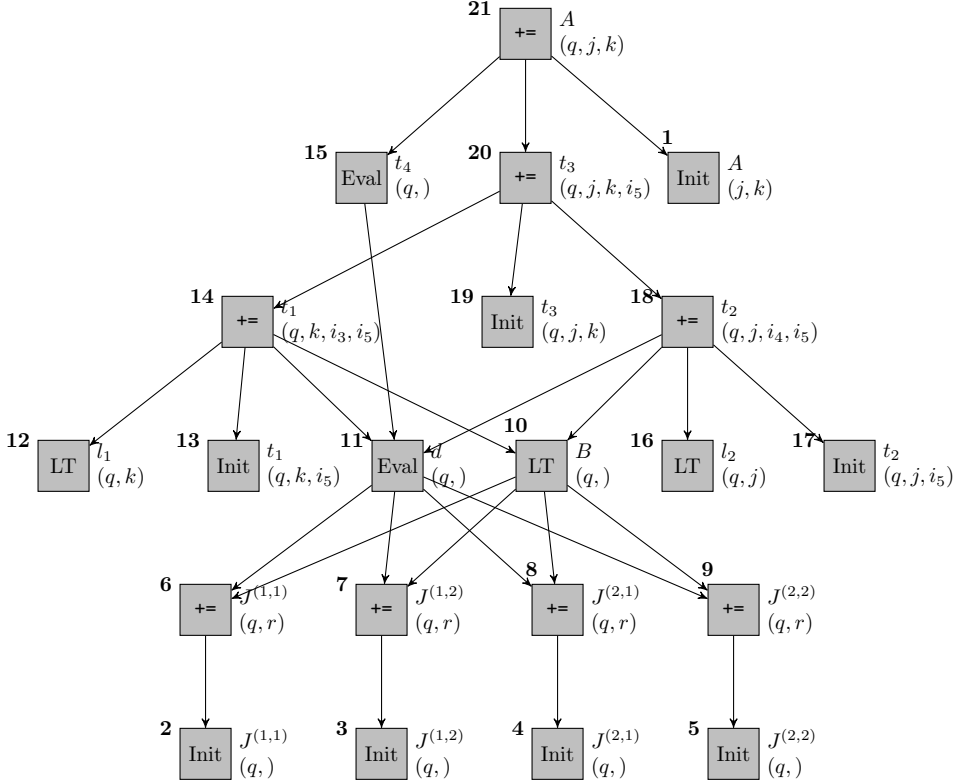 21 += A
(q, j, k)
15 Eval t₄
(q, )
20 += t₃
(q, j, k, i₅)
1 Init A
(j, k)
14 += t₁
(q, k, i₃, i₅)
19 Init t₃
(q, j, k)
18 += t₂
(q, j, i₄, i₅)
12 LT l₁
(q, k)
13 Init t₁
(q, k, i₅)
11 Eval d
(q, )
10 LT B
(q, )
16 LT l₂
(q, j)
17 Init t₂
(q, j, i₅)
6 += J⁽¹,¹⁾
(q, r)
7 += J⁽¹,²⁾
(q, r)
8 += J⁽²,¹⁾
(q, r)
9 += J⁽²,²⁾
(q, r)
2 Init J⁽¹,¹⁾
(q, )
3 Init J⁽¹,²⁾
(q, )
4 Init J⁽²,¹⁾
(q, )
5 Init J⁽²,²⁾
(q, )